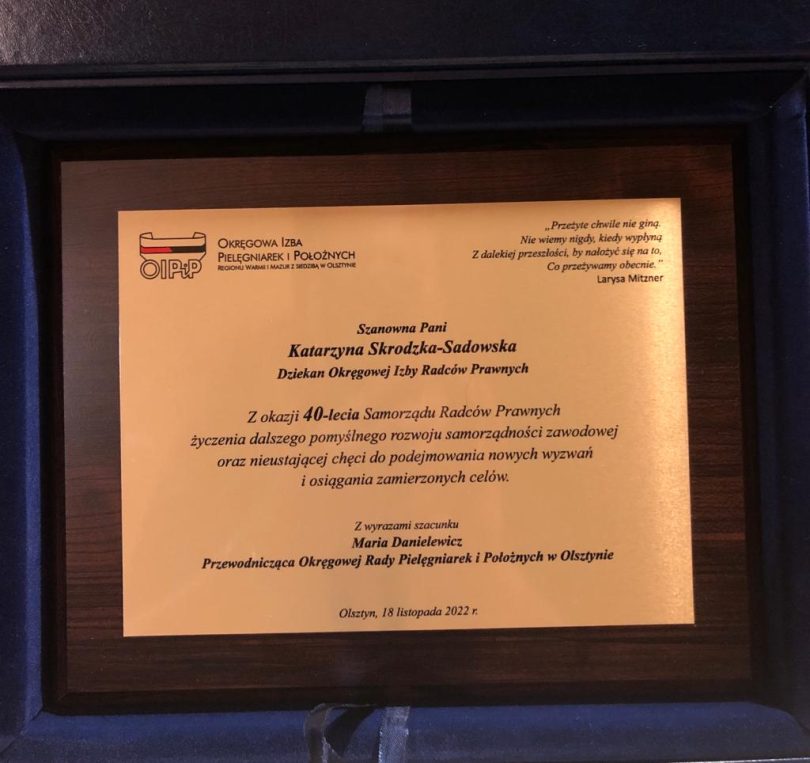 OIPiP
OKRĘGOWA IZBA
PIELĘGNIAREK I POŁOŻNYCH
REGIONU WARMII I MAZUR Z SIEDZIBĄ W OLSZTYNIE
„Przeżyte chwile nie giną.
Nie wiemy nigdy, kiedy wypłyną
Z dalekiej przeszłości, by nałożyć się na to,
Co przeżywamy obecnie.”
Larysa Mitzner
Szanowna Pani
Katarzyna Skrodzka-Sadowska
Dziekan Okręgowej Izby Radców Prawnych
Z okazji 40-lecia Samorządu Radców Prawnych
życzenia dalszego pomyślnego rozwoju samorządności zawodowej
oraz nieustającej chęci do podejmowania nowych wyzwań
i osiągania zamierzonych celów.
Z wyrazami szacunku
Maria Danielewicz
Przewodnicząca Okręgowej Rady Pielęgniarek i Położnych w Olsztynie
Olsztyn, 18 listopada 2022 r.